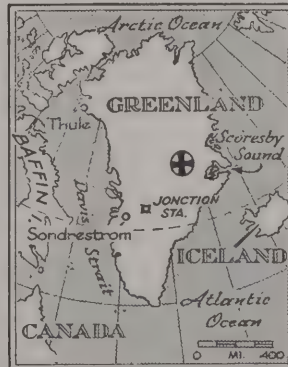 Arctic Ocean
GREENLAND
Thule
Scoresby
Sound
BAFFIN I.
Davis
Strait
JONCTION
STA.
Sondrestrom
ICELAND
Atlantic
Ocean
CANADA
0 MI. 400